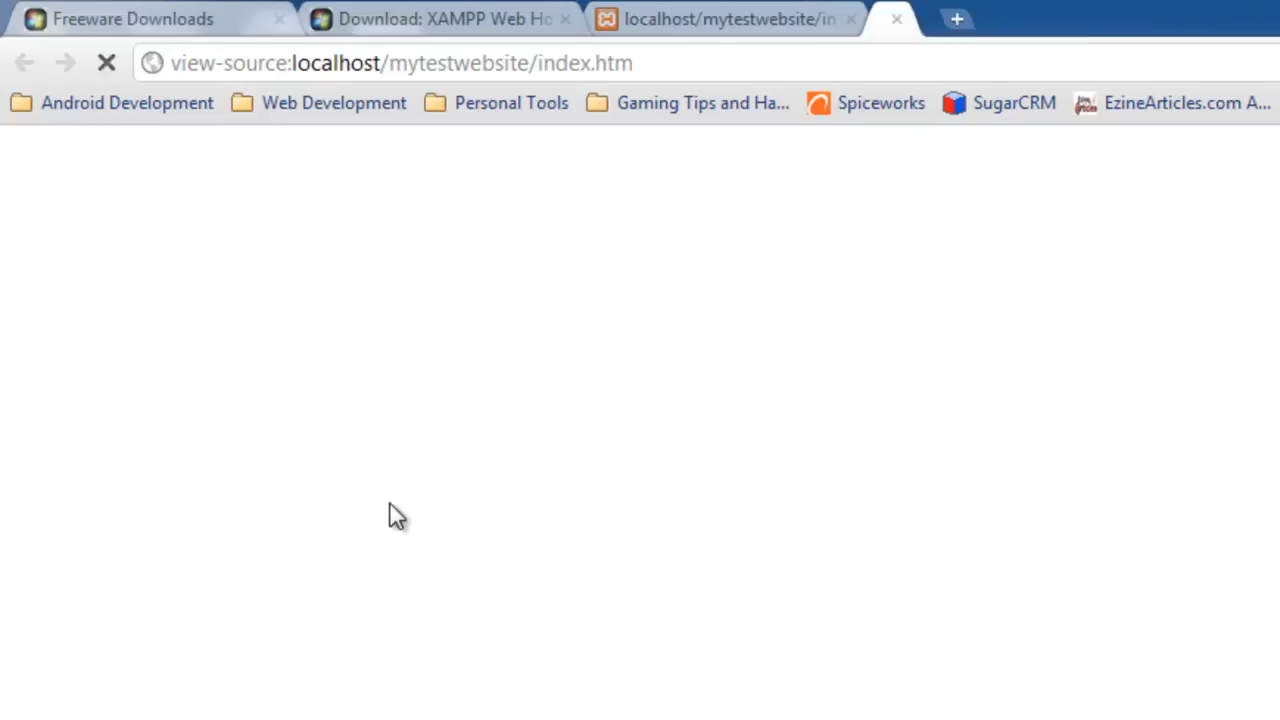 Freeware Downloads Download: XAMPP Web Ho localhost/mytestwebsite/in
view-source:localhost/mytestwebsite/index.htm
Android Development Web Development Personal Tools Gaming Tips and Ha... Spiceworks SugarCRM EzineArticles.com A...